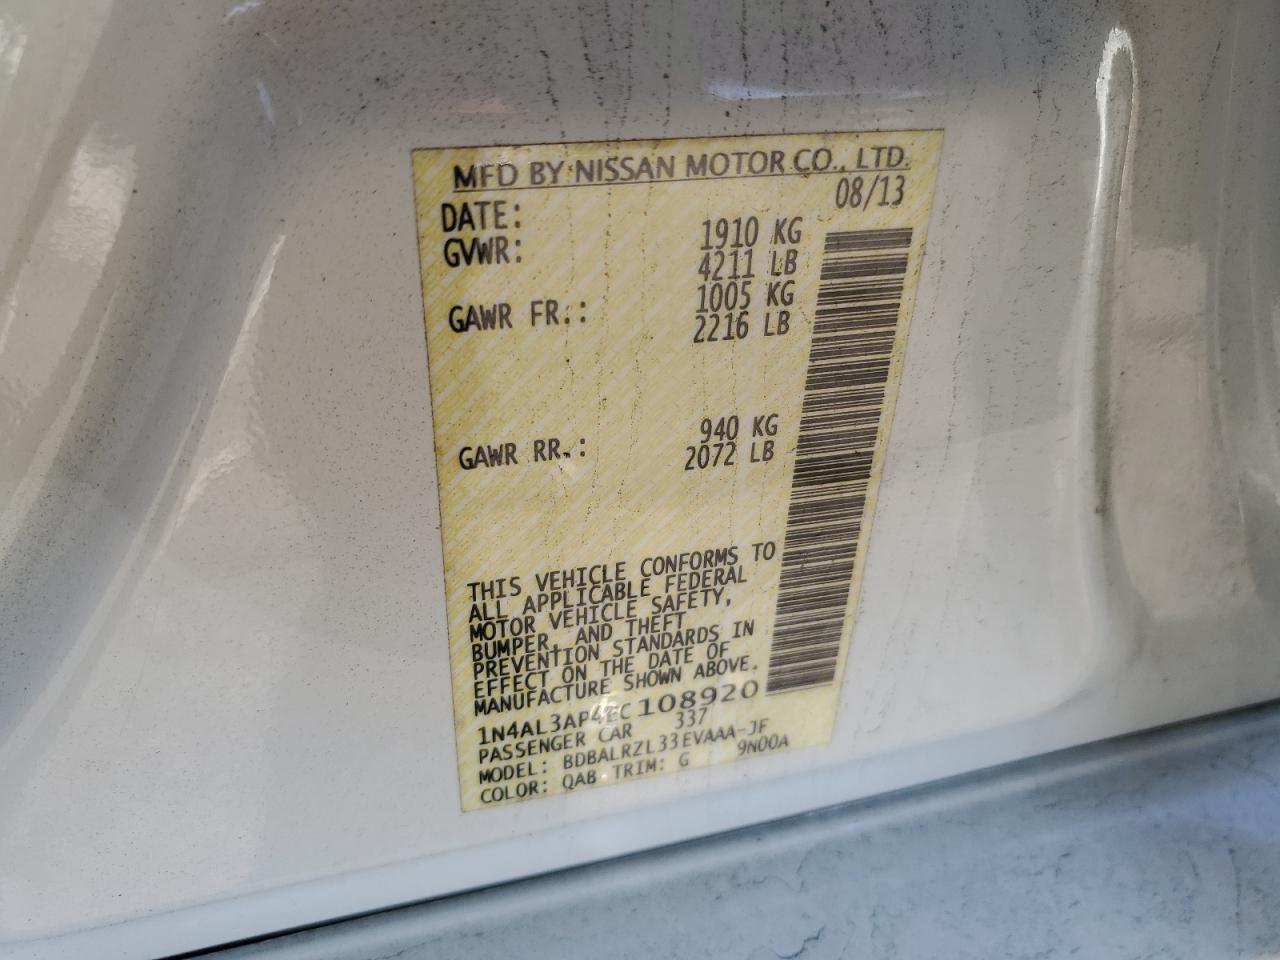 MFD BY NISSAN MOTOR CO., LTD.
DATE: 08/13
GVWR: 1910 KG
4211 LB
GAWR FR.: 1005 KG
2216 LB
GAWR RR.: 940 KG
2072 LB
THIS VEHICLE CONFORMS TO
ALL APPLICABLE FEDERAL
MOTOR VEHICLE SAFETY,
BUMPER, AND THEFT
PREVENTION STANDARDS IN
EFFECT ON THE DATE OF
MANUFACTURE SHOWN ABOVE.
1N4AL3AP4EC108920
PASSENGER CAR 337
MODEL: BDBALRZL33EVAAA-JF
COLOR: QAB TRIM: G 9N00A